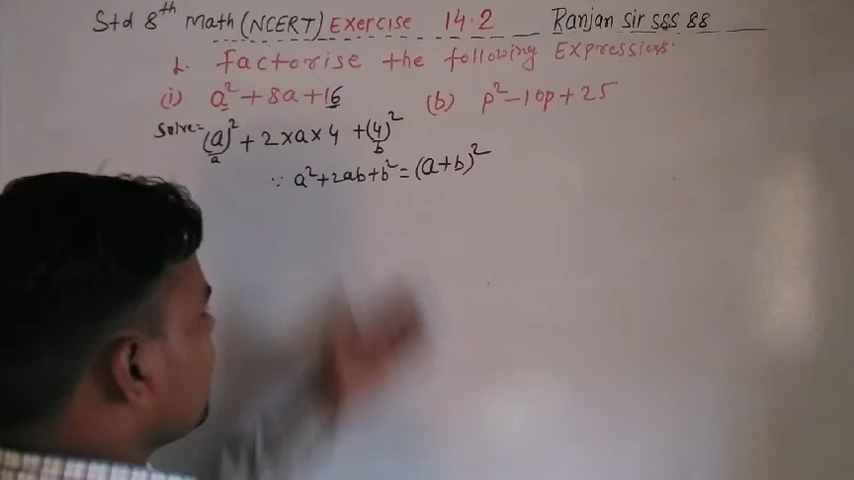 Std 8th Math (NCERT) Exercise 14.2 Ranjan Sir SSS 88
1. Factorise the following Expressions.
(i) a² + 8a + 16 (b) p² - 10p + 25
Solve = (a)² + 2 × a × 4 + (4)²
a b
∵ a² + 2ab + b² = (a+b)²